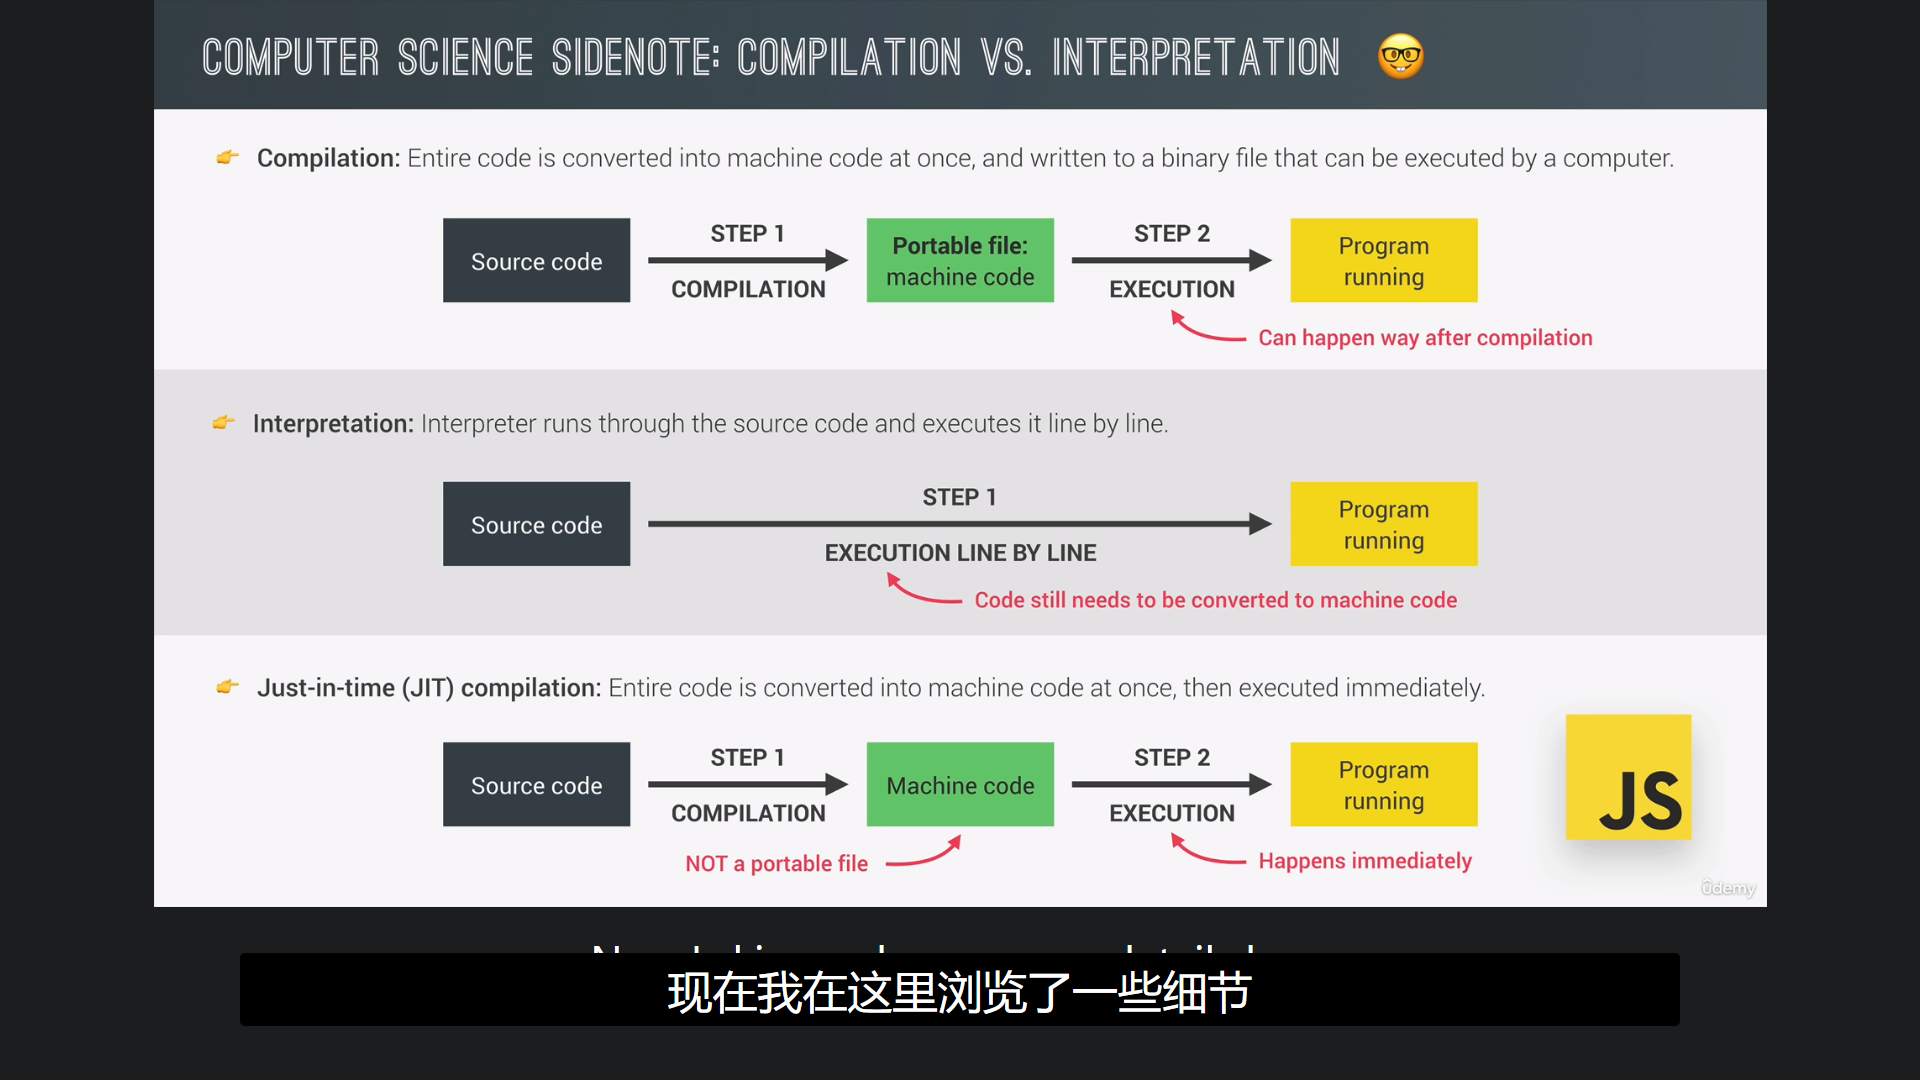 COMPUTER SCIENCE SIDENOTE: COMPILATION VS. INTERPRETATION
Compilation: Entire code is converted into machine code at once, and written to a binary file that can be executed by a computer.
Source code
STEP 1
COMPILATION
Portable file:
machine code
STEP 2
EXECUTION
Program
running
Can happen way after compilation
Interpretation: Interpreter runs through the source code and executes it line by line.
Source code
STEP 1
EXECUTION LINE BY LINE
Program
running
Code still needs to be converted to machine code
Just-in-time (JIT) compilation: Entire code is converted into machine code at once, then executed immediately.
Source code
STEP 1
COMPILATION
Machine code
STEP 2
EXECUTION
Program
running
NOT a portable file
Happens immediately
JS
ûdemy
现在我在这里浏览了一些细节